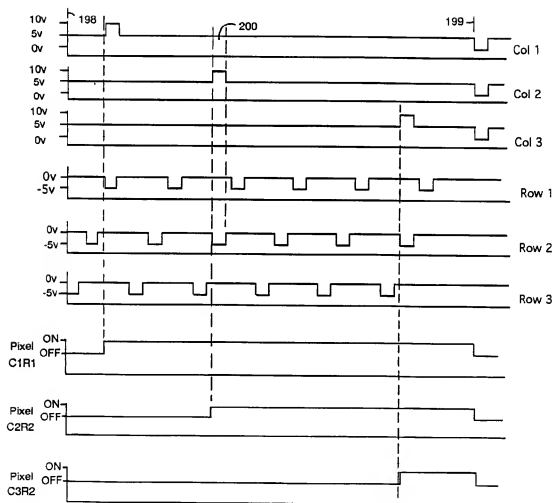 198
200
199
10v
5v
0v
Col 1
10v
5v
0v
Col 2
10v
5v
0v
Col 3
0v
-5v
Row 1
0v
-5v
Row 2
0v
-5v
Row 3
Pixel
C1R1
ON
OFF
Pixel
C2R2
ON
OFF
Pixel
C3R2
ON
OFF